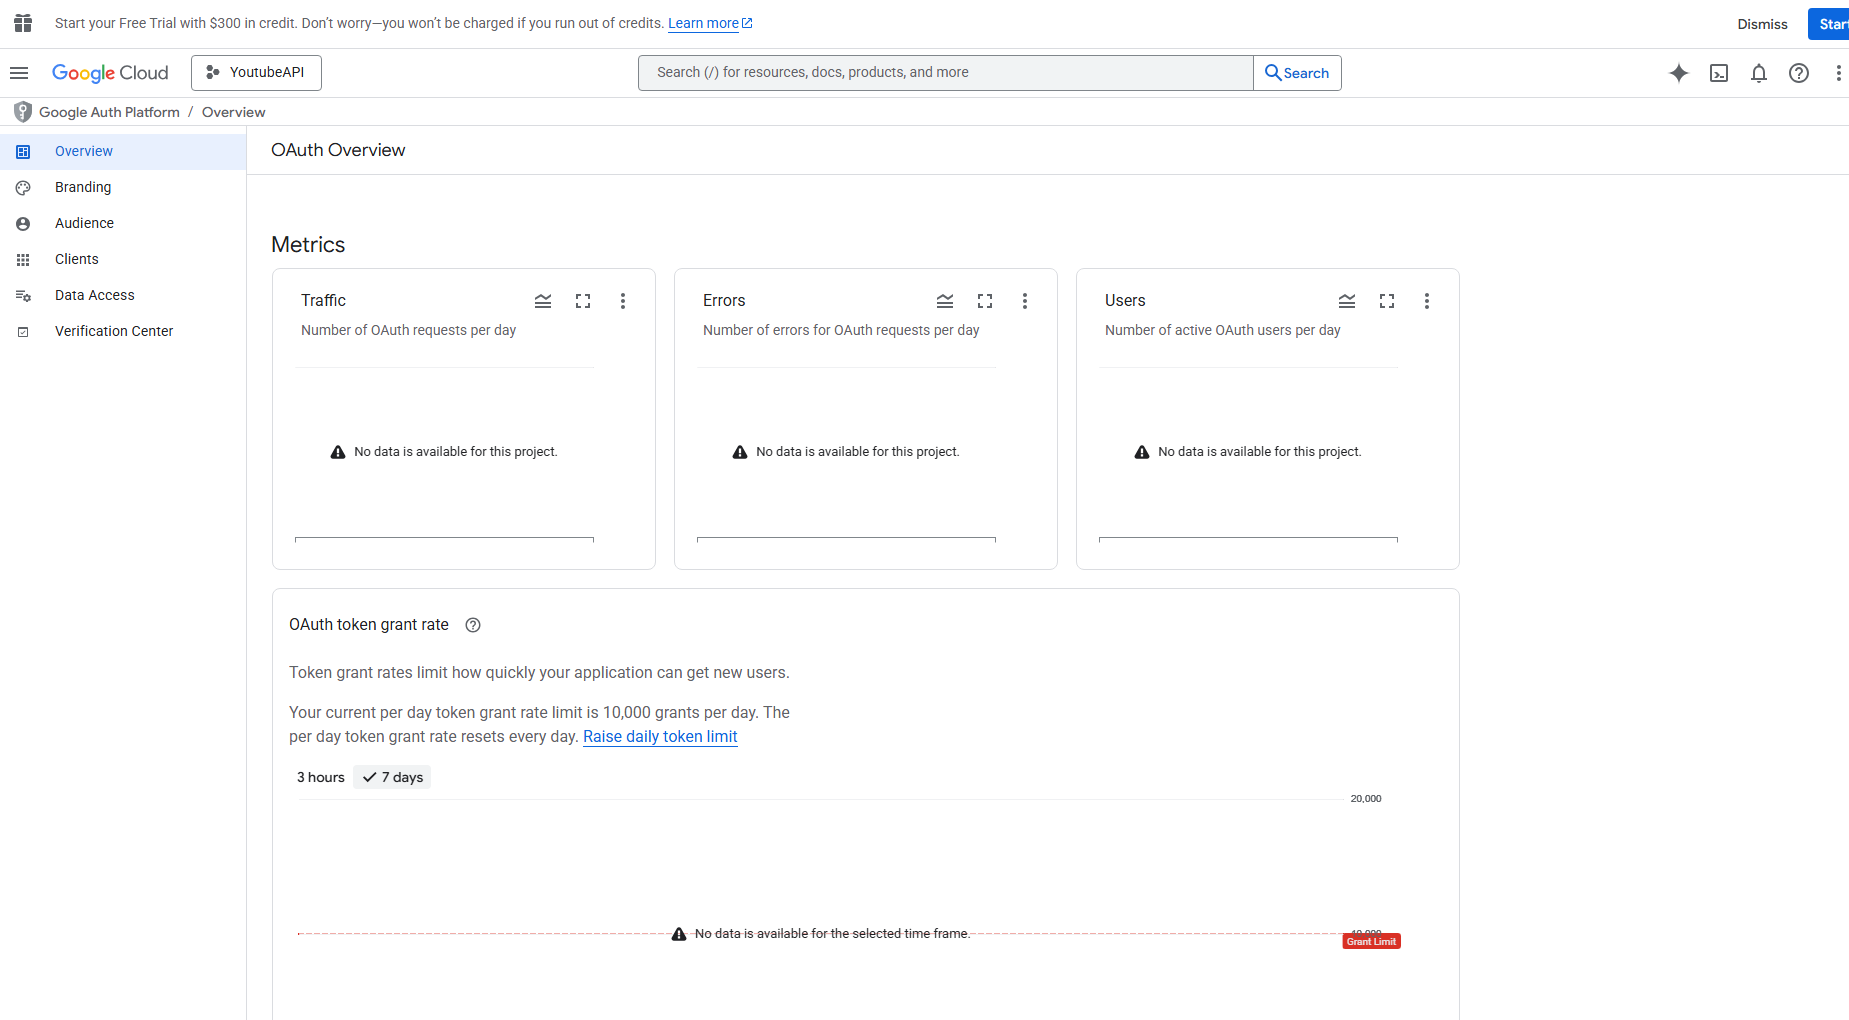 Start your Free Trial with $300 in credit. Don’t worry—you won’t be charged if you run out of credits. Learn more
Dismiss
Star
Google Cloud
YoutubeAPI
Search (/) for resources, docs, products, and more
Search
Google Auth Platform / Overview
Overview
Branding
Audience
Clients
Data Access
Verification Center
OAuth Overview
Metrics
Traffic
Number of OAuth requests per day
No data is available for this project.
Errors
Number of errors for OAuth requests per day
No data is available for this project.
Users
Number of active OAuth users per day
No data is available for this project.
OAuth token grant rate
Token grant rates limit how quickly your application can get new users.
Your current per day token grant rate limit is 10,000 grants per day. The
per day token grant rate resets every day. Raise daily token limit
3 hours
7 days
20,000
No data is available for the selected time frame.
10,000
Grant Limit